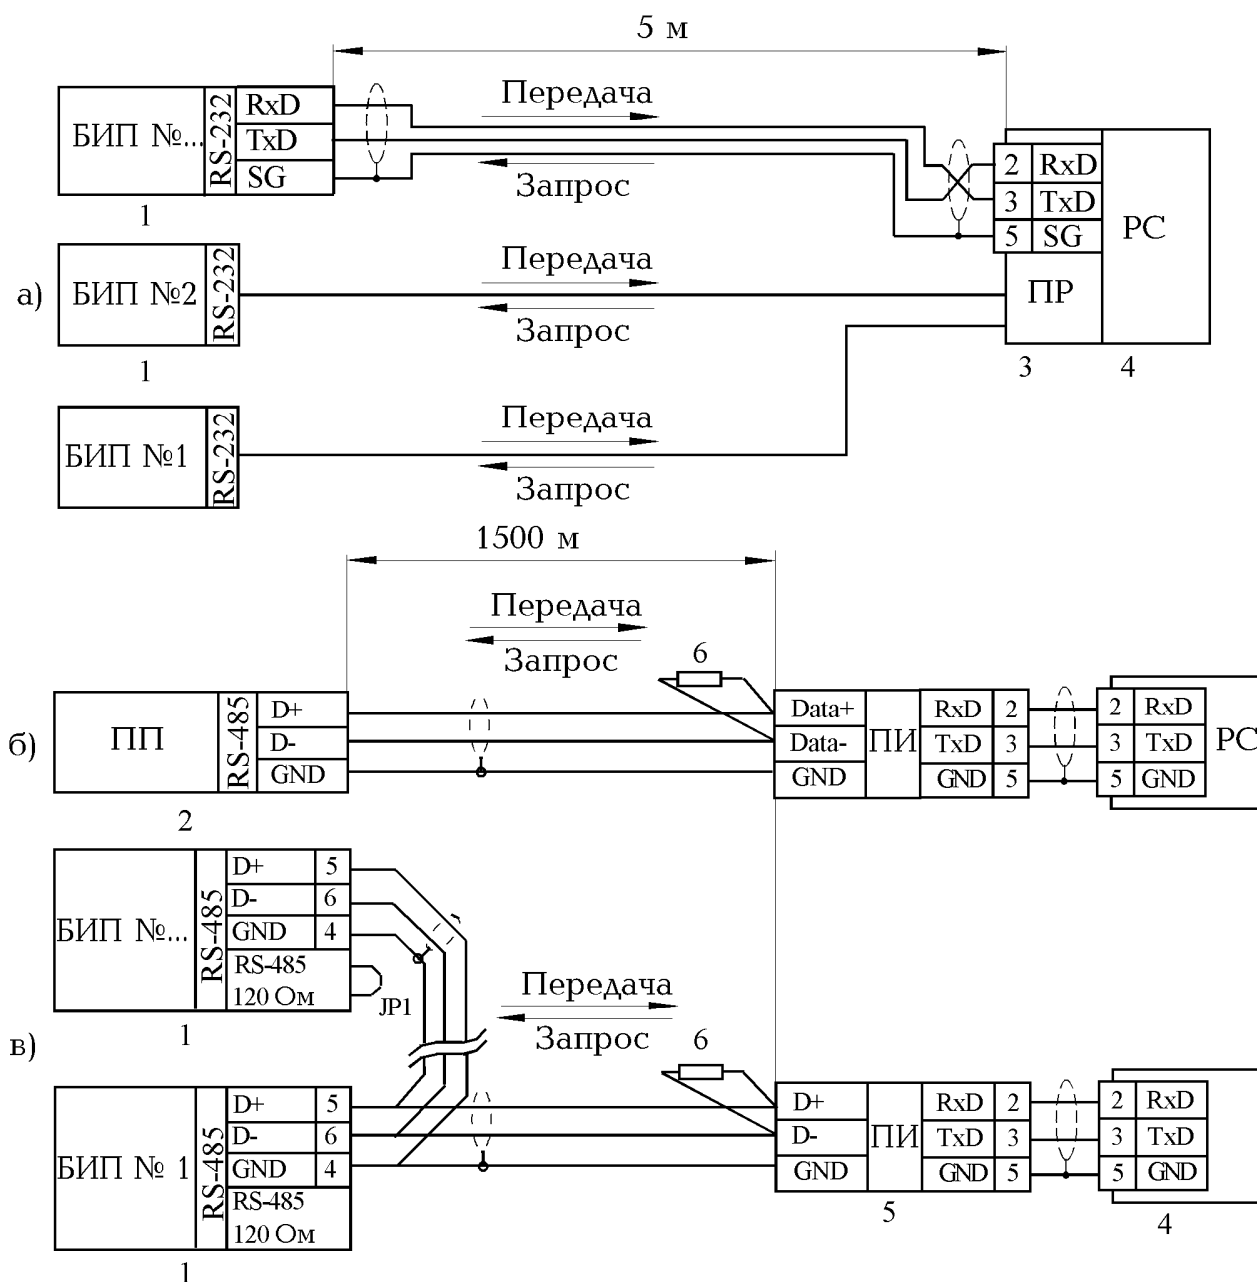 5 м
БИП №...
RS-232
RxD
TxD
SG
Передача
Запрос
2 RxD
3 TxD
5 SG
PC
1
а)
БИП №2
RS-232
Передача
Запрос
ПР
1
3
4
БИП №1
RS-232
Передача
Запрос
1500 м
Передача
Запрос
6
б)
ПП
RS-485
D+
D-
GND
Data+
Data-
GND
ПИ
RxD 2
TxD 3
GND 5
2 RxD
3 TxD
5 GND
PC
2
в)
БИП №...
RS-485
D+ 5
D- 6
GND 4
RS-485
120 Ом
JP1
1
Передача
Запрос
6
БИП № 1
RS-485
D+ 5
D- 6
GND 4
RS-485
120 Ом
D+
D-
GND
ПИ
RxD 2
TxD 3
GND 5
2 RxD
3 TxD
5 GND
5
4
1